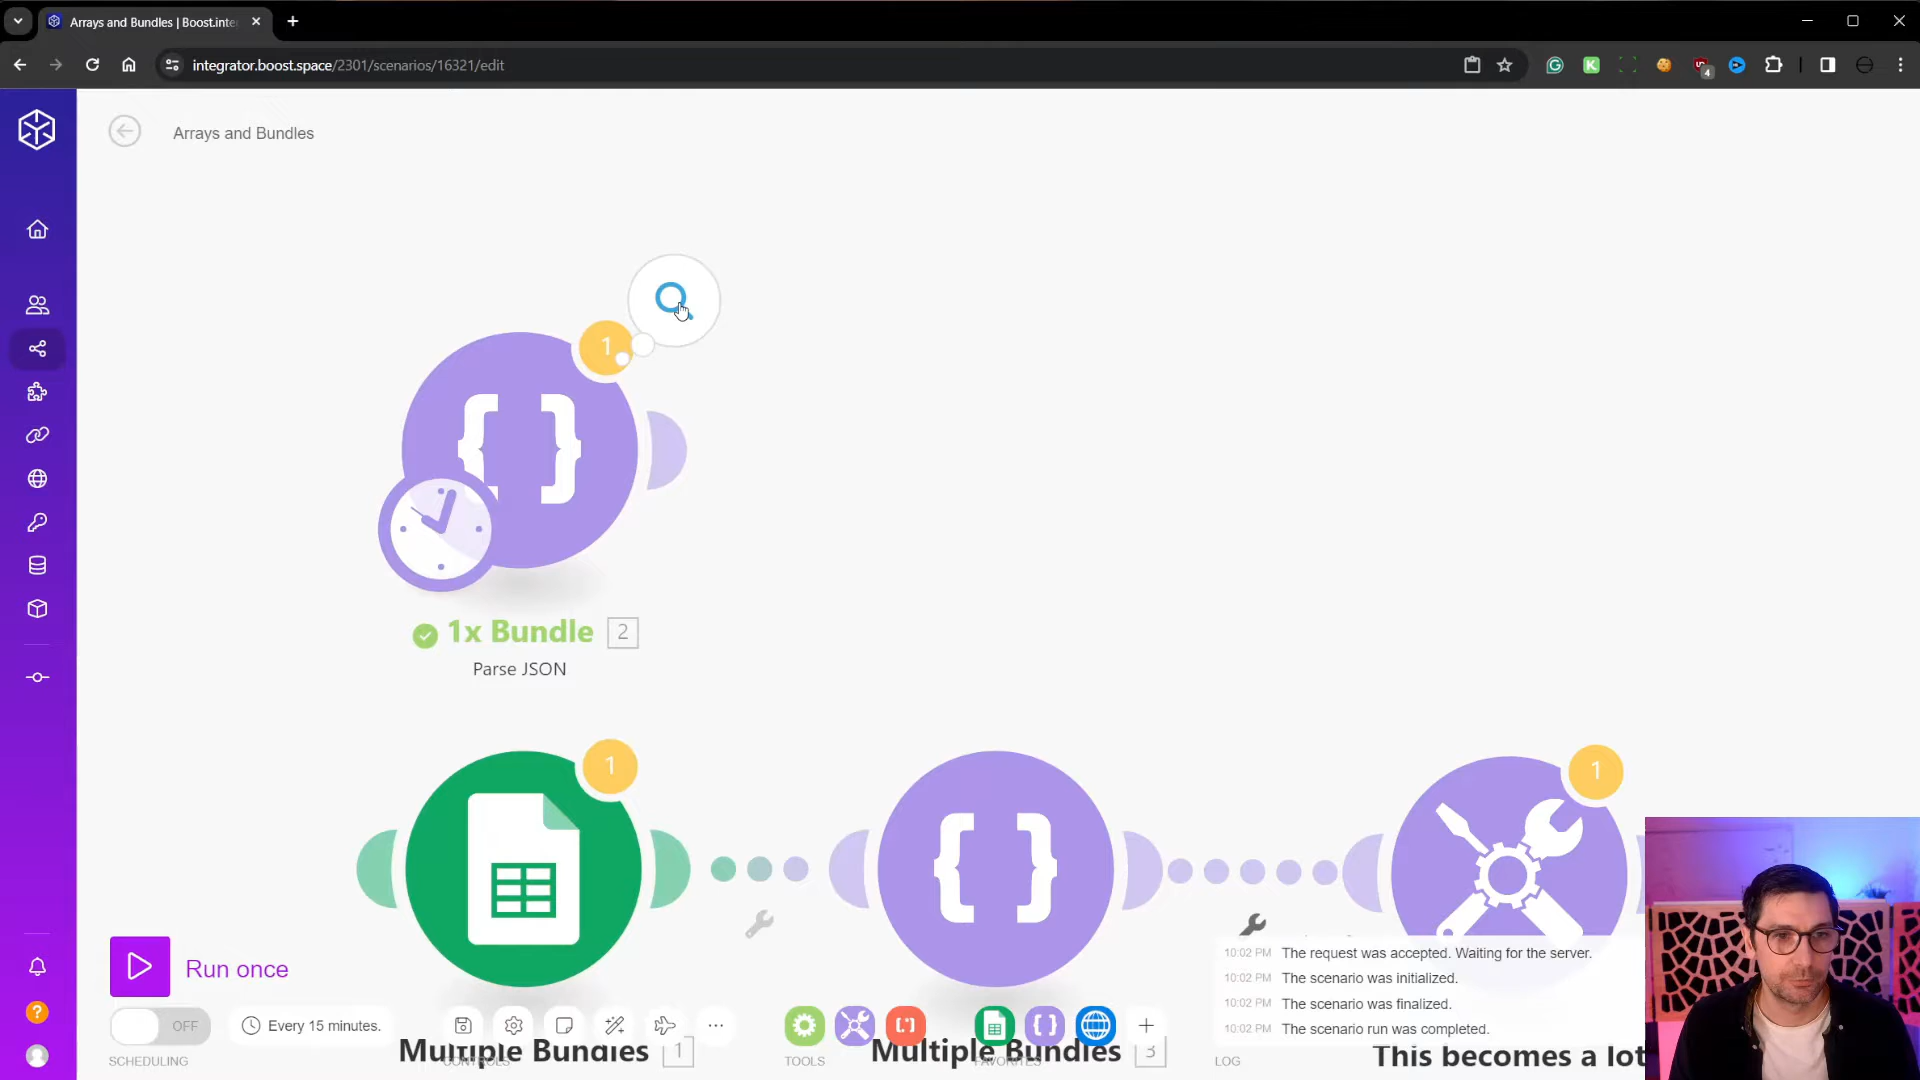 Arrays and Bundles | Boost.inte
integrator.boost.space/2301/scenarios/16321/edit
4
Arrays and Bundles
1
1x Bundle 2
Parse JSON
1
1
Run once
10:02 PM The request was accepted. Waiting for the server.
10:02 PM The scenario was initialized.
10:02 PM The scenario was finalized.
10:02 PM The scenario run was completed.
OFF
Every 15 minutes.
Multiple Bundles 1
Multiple Bundles 3
This becomes a lot
SCHEDULING
CONTROLS
TOOLS
FAVORITES
LOG